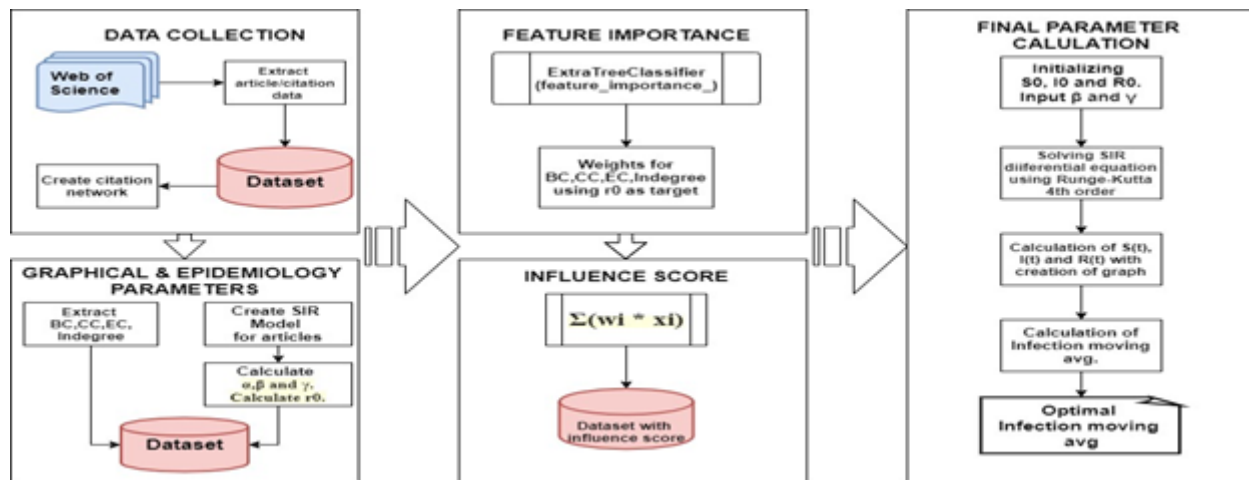 DATA COLLECTION
Web of
Science
Extract
article/citation
data
Dataset
Create citation
network
GRAPHICAL & EPIDEMIOLOGY
PARAMETERS
Extract
BC,CC,EC,
Indegree
Create SIR
Model
for articles
Calculate
α,β and γ.
Calculate r0.
Dataset
FEATURE IMPORTANCE
ExtraTreeClassifier
(feature_importance_)
Weights for
BC,CC,EC,Indegree
using r0 as target
INFLUENCE SCORE
Σ(wi * xi)
Dataset with
influence score
FINAL PARAMETER
CALULATION
Initializing
S0, I0 and R0.
Input β and γ
Solving SIR
diiferential equation
using Runge-Kutta
4th order
Calculation of S(t),
I(t) and R(t) with
creation of graph
Calculation of
Infection moving
avg.
Optimal
Infection moving
avg